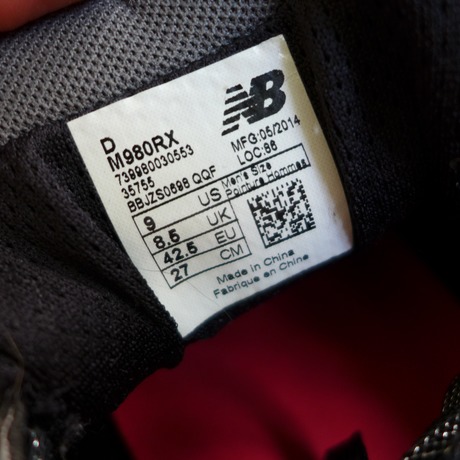 D
M980RX
739980030553
35755
BBJZS0698 QQF
NB
MFG:05/2014
LOC:86
9 US Men's Size
Pointure Hommes
8.5 UK
42.5 EU
27 CM
Made in China
Fabriqué en Chine